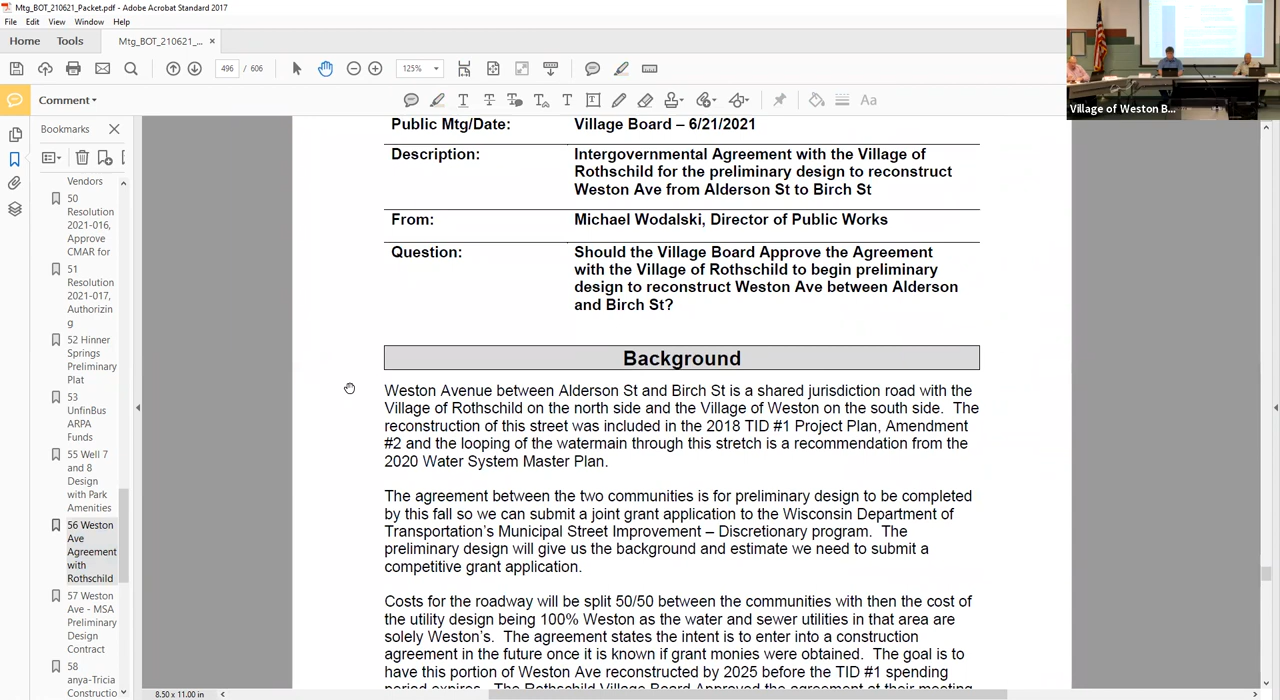 Mtg_BOT_210621_Packet.pdf - Adobe Acrobat Standard 2017
File Edit View Window Help
Home Tools Mtg_BOT_210621_... ×
496 / 606 125%
Comment
Aa
Village of Weston B...
Bookmarks
Vendors
50
Resolution
2021-016,
Approve
CMAR for
51
Resolution
2021-017,
Authorizin
g
52 Hinner
Springs
Preliminary
Plat
53
UnfinBus
ARPA
Funds
55 Well 7
and 8
Design
with Park
Amenities
56 Weston
Ave
Agreement
with
Rothschild
57 Weston
Ave - MSA
Preliminary
Design
Contract
58
anya-Tricia
Constructio
Public Mtg/Date: Village Board – 6/21/2021
Description: Intergovernmental Agreement with the Village of
Rothschild for the preliminary design to reconstruct
Weston Ave from Alderson St to Birch St
From: Michael Wodalski, Director of Public Works
Question: Should the Village Board Approve the Agreement
with the Village of Rothschild to begin preliminary
design to reconstruct Weston Ave between Alderson
and Birch St?
Background
Weston Avenue between Alderson St and Birch St is a shared jurisdiction road with the
Village of Rothschild on the north side and the Village of Weston on the south side. The
reconstruction of this street was included in the 2018 TID #1 Project Plan, Amendment
#2 and the looping of the watermain through this stretch is a recommendation from the
2020 Water System Master Plan.
The agreement between the two communities is for preliminary design to be completed
by this fall so we can submit a joint grant application to the Wisconsin Department of
Transportation's Municipal Street Improvement – Discretionary program. The
preliminary design will give us the background and estimate we need to submit a
competitive grant application.
Costs for the roadway will be split 50/50 between the communities with then the cost of
the utility design being 100% Weston as the water and sewer utilities in that area are
solely Weston's. The agreement states the intent is to enter into a construction
agreement in the future once it is known if grant monies were obtained. The goal is to
have this portion of Weston Ave reconstructed by 2025 before the TID #1 spending
period expires. The Rothschild Village Board Approved the agreement at their meeting
8.50 x 11.00 in